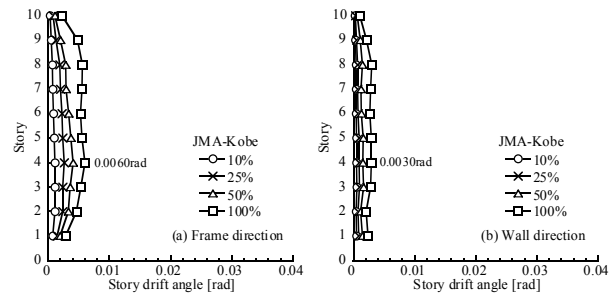 10
9
8
7
6
5
4
3
2
1
0
Story
JMA-Kobe
10%
25%
50%
100%
0.0060rad
(a) Frame direction
0 0.01 0.02 0.03 0.04
Story drift angle [rad]
10
9
8
7
6
5
4
3
2
1
0
Story
JMA-Kobe
10%
25%
50%
100%
0.0030rad
(b) Wall direction
0 0.01 0.02 0.03 0.04
Story drift angle [rad]